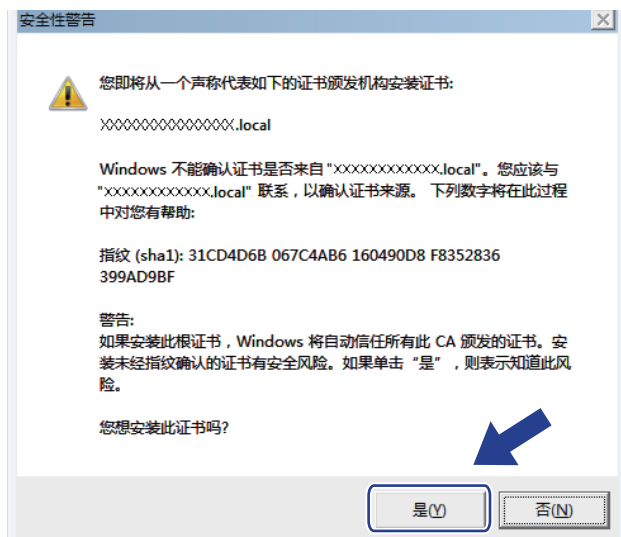 安全性警告
您即将从一个声称代表如下的证书颁发机构安装证书:
XXXXXXXXXXXXXX.local
Windows 不能确认证书是否来自"XXXXXXXXXXXX.local"。您应该与
"XXXXXXXXXXXX.local" 联系，以确认证书来源。 下列数字将在此过程
中对您有帮助:
指纹 (sha1): 31CD4D6B 067C4AB6 160490D8 F8352836
399AD9BF
警告:
如果安装此根证书，Windows 将自动信任所有此 CA 颁发的证书。安
装未经指纹确认的证书有安全风险。如果单击“是”，则表示知道此风
险。
您想安装此证书吗?
是(Y) 否(N)